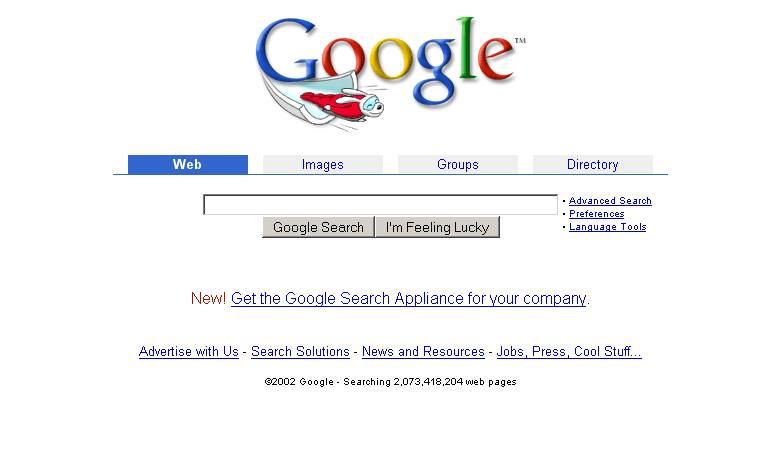 Google™
Web Images Groups Directory
• Advanced Search
• Preferences
• Language Tools
Google Search I'm Feeling Lucky
New! Get the Google Search Appliance for your company.
Advertise with Us - Search Solutions - News and Resources - Jobs, Press, Cool Stuff...
©2002 Google - Searching 2,073,418,204 web pages